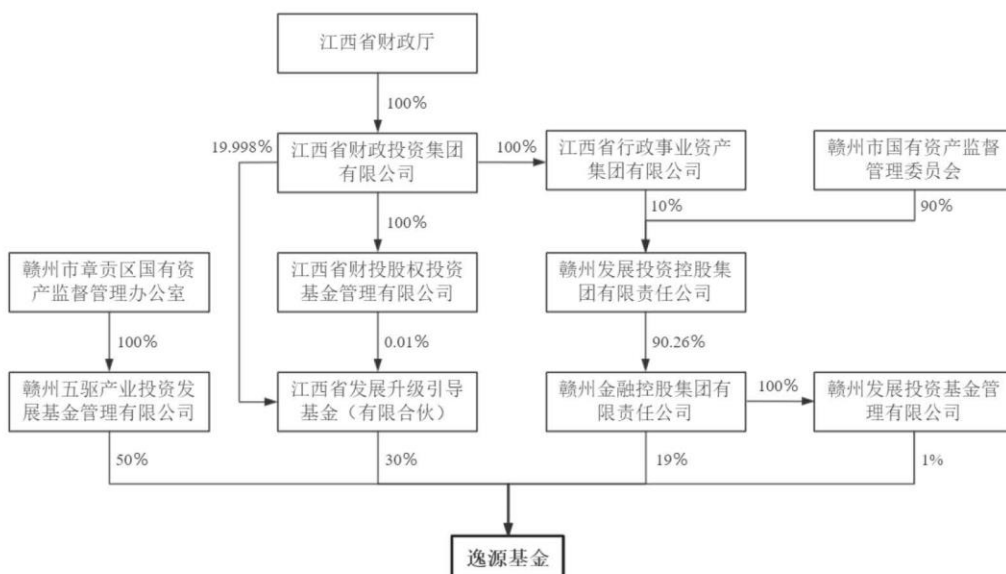 江西省财政厅
100%
19.998%
江西省财政投资集团
有限公司
100%
江西省行政事业资产
集团有限公司
赣州市国有资产监督
管理委员会
100%
10%
90%
赣州市章贡区国有资
产监督管理办公室
江西省财投股权投资
基金管理有限公司
赣州发展投资控股集
团有限责任公司
100%
0.01%
90.26%
赣州五驱产业投资发
展基金管理有限公司
江西省发展升级引导
基金（有限合伙）
赣州金融控股集团有
限责任公司
100%
赣州发展投资基金管
理有限公司
50%
30%
19%
1%
逸源基金